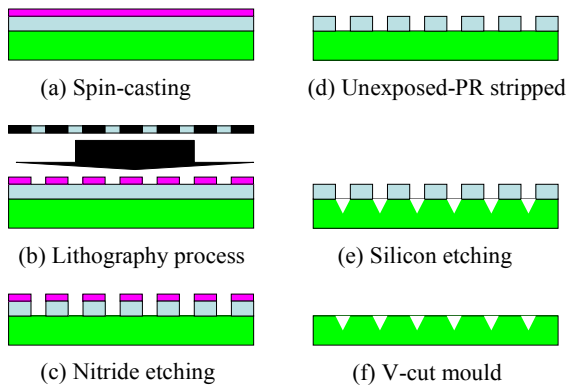 (a) Spin-casting
(b) Lithography process
(c) Nitride etching
(d) Unexposed-PR stripped
(e) Silicon etching
(f) V-cut mould